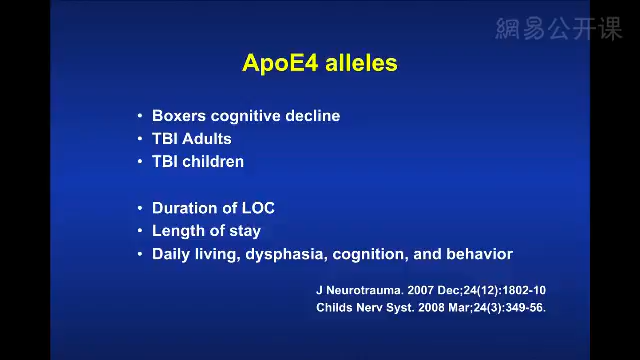 網易公开课
ApoE4 alleles
• Boxers cognitive decline
• TBI Adults
• TBI children
• Duration of LOC
• Length of stay
• Daily living, dysphasia, cognition, and behavior
J Neurotrauma. 2007 Dec;24(12):1802-10
Childs Nerv Syst. 2008 Mar;24(3):349-56.